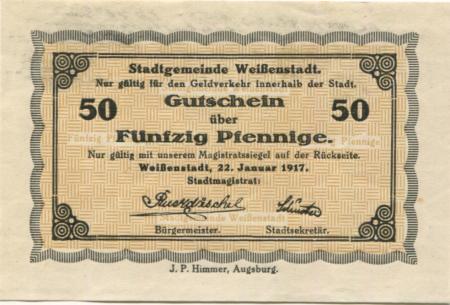 Stadtgemeinde Weißenstadt.
Nur gültig für den Geldverkehr innerhalb der Stadt.
50 Gutschein 50
über
Fünfzig Pfennige.
Nur gültig mit unserem Magistratssiegel auf der Rückseite.
Weißenstadt, 22. Januar 1917.
Stadtmagistrat:
Bürgermeister. Stadtsekretär.
J. P. Himmer, Augsburg.